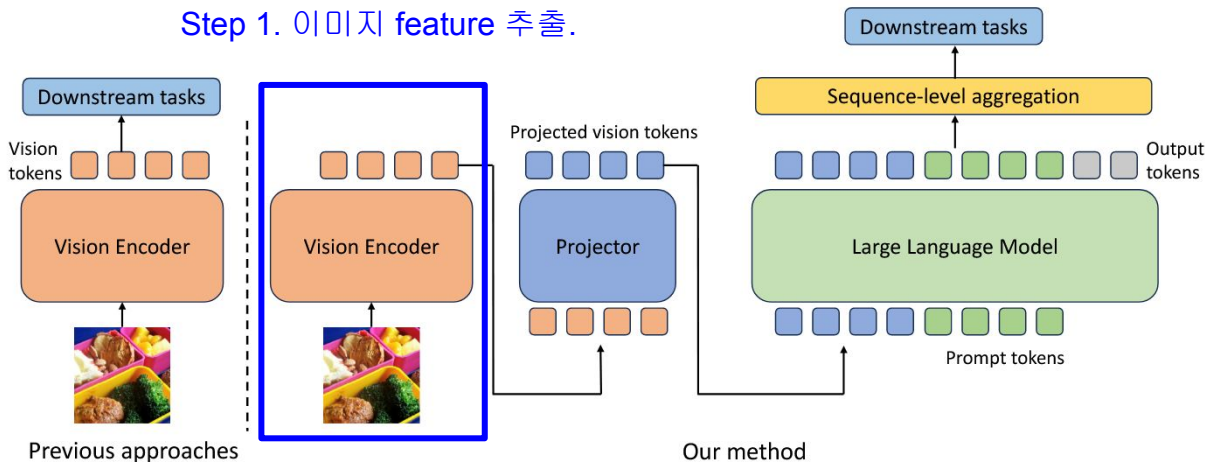 Step 1. 이미지 feature 추출.
Downstream tasks
Vision
tokens
Vision Encoder
Previous approaches
Vision Encoder
Projected vision tokens
Projector
Downstream tasks
Sequence-level aggregation
Output
tokens
Large Language Model
Prompt tokens
Our method